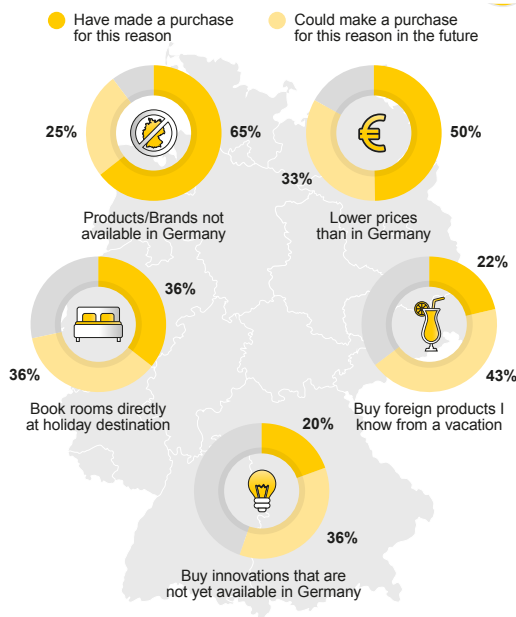 Have made a purchase
for this reason
Could make a purchase
for this reason in the future
25%
65%
Products/Brands not
available in Germany
€
50%
33%
Lower prices
than in Germany
36%
36%
Book rooms directly
at holiday destination
22%
43%
Buy foreign products I
know from a vacation
20%
36%
Buy innovations that are
not yet available in Germany